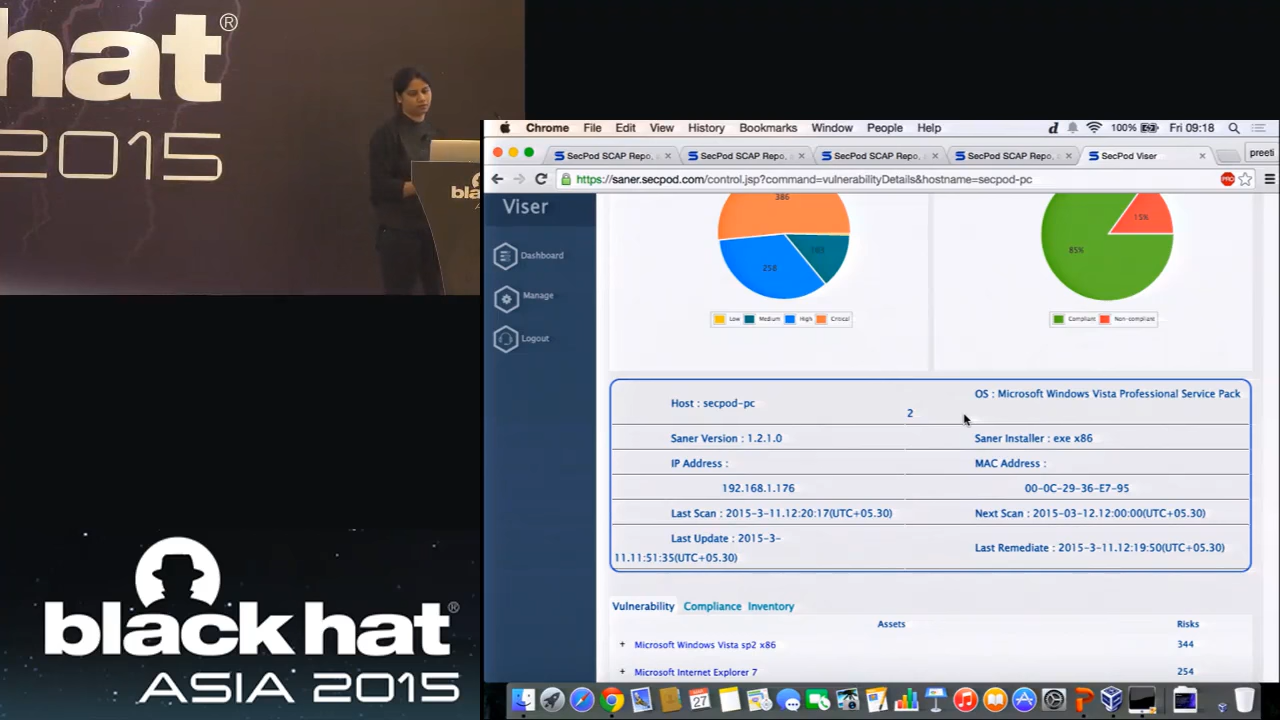 hat®
2015
bla
Chrome File Edit View History Bookmarks Window People Help 100% Fri 09:18
SecPod SCAP Repo, × SecPod SCAP Repo, × SecPod SCAP Repo, × SecPod SCAP Repo, × SecPod Viser × preeti
https://saner.secpod.com/control.jsp?command=vulnerabilityDetails&hostname=secpod-pc
Viser
Dashboard
Manage
Logout
386
258
Low Medium High Critical
15%
85%
Compliant Non-compliant
Host : secpod-pc
OS : Microsoft Windows Vista Professional Service Pack
2
Saner Version : 1.2.1.0
Saner Installer : exe x86
IP Address :
MAC Address :
192.168.1.176
00-0C-29-36-E7-95
Last Scan : 2015-3-11.12:20:17(UTC+05.30)
Next Scan : 2015-03-12.12:00:00(UTC+05.30)
Last Update : 2015-3-
11.11:51:35(UTC+05.30)
Last Remediate : 2015-3-11.12:19:50(UTC+05.30)
Vulnerability Compliance Inventory
Assets Risks
+ Microsoft Windows Vista sp2 x86 344
+ Microsoft Internet Explorer 7 254
27
black hat®
ASIA 2015